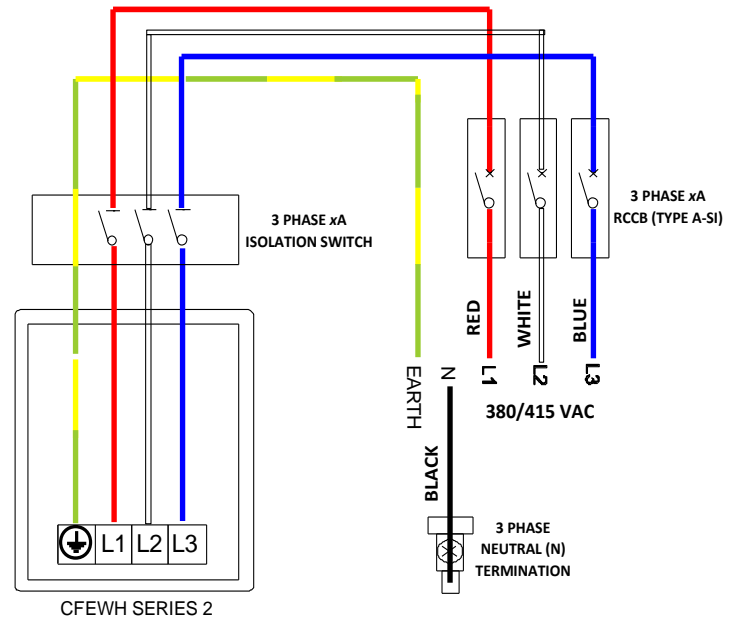 3 PHASE xA
RCCB (TYPE A-SI)
3 PHASE xA
ISOLATION SWITCH
RED
WHITE
BLUE
EARTH
N
L1
L2
L3
380/415 VAC
BLACK
3 PHASE
NEUTRAL (N)
TERMINATION
L1
L2
L3
CFEWH SERIES 2